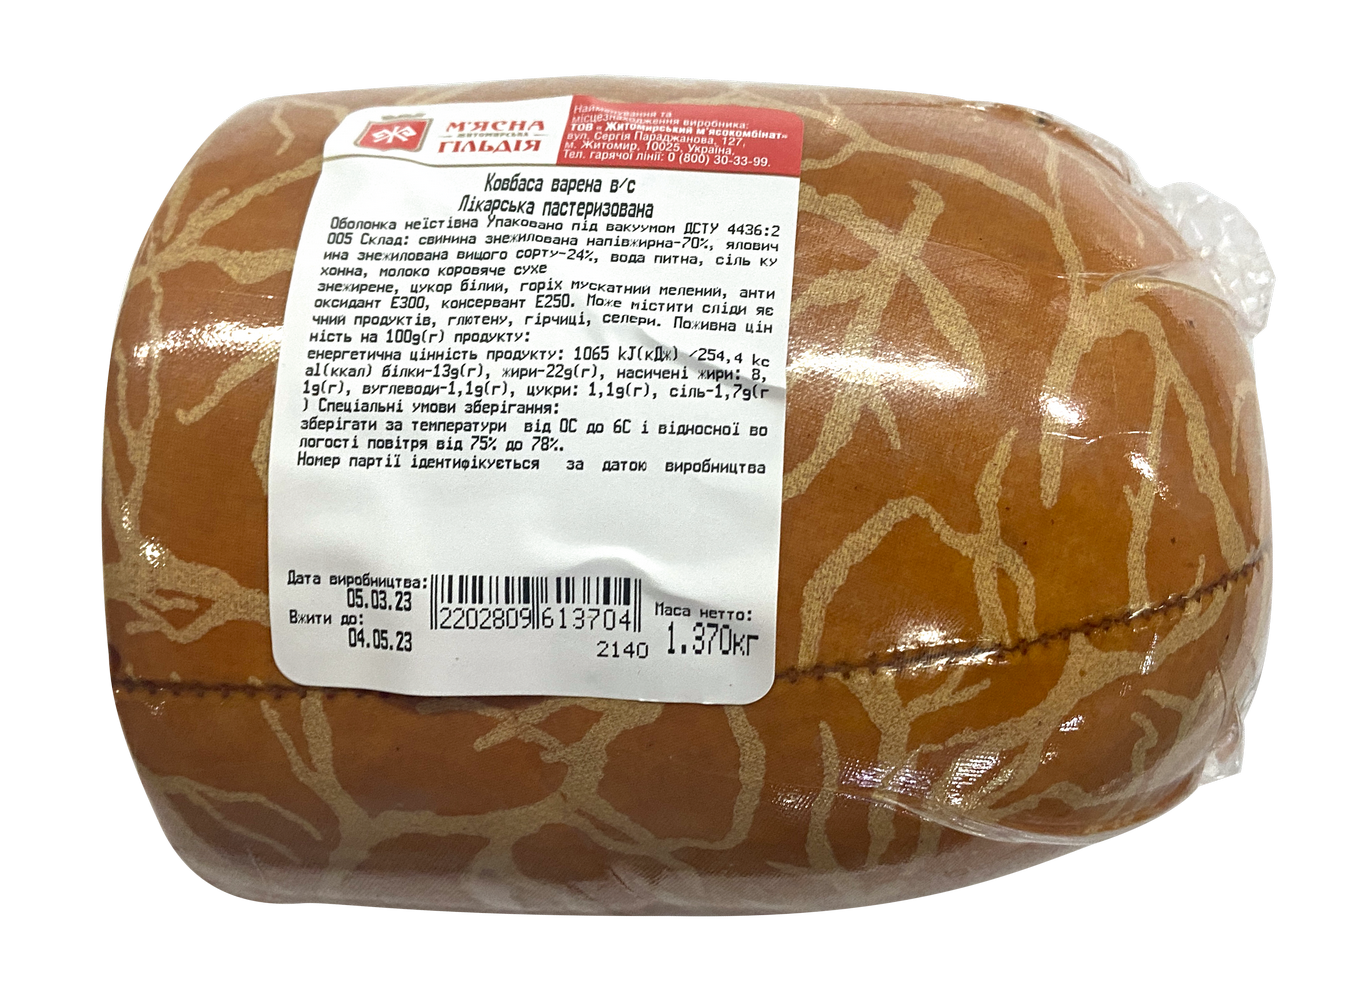 М'ЯСНА
ЖИТОМИРСЬКА
ГІЛЬДІЯ
Найменування та
місцезнаходження виробника:
ТОВ « Житомирський м'ясокомбінат»
вул. Сергія Параджанова, 127,
м. Житомир, 10025, Україна,
Тел. гарячої лінії: 0 (800) 30-33-99.
Ковбаса варена в/с
Лікарська пастеризована
Оболонка неїстівна Упаковано під вакуумом ДСТУ 4436:2
005 Склад: свинина знежилована напівжирна-70%, ялович
ина знежилована вищого сорту-24%, вода питна, сіль ку
хонна, молоко коров'яче сухе
знежирене, цукор білий, горіх мускатний мелений, анти
оксидант Е300, консервант Е250. Може містити сліди яє
чний продуктів, глютену, гірчиці, селери. Поживна цін
ність на 100g(г) продукту:
енергетична цінність продукту: 1065 kJ(кДж) /254,4 kc
al(ккал) білки-13g(г), жири-22g(г), насичені жири: 8,
1g(г), вуглеводи-1,1g(г), цукри: 1,1g(г), сіль-1,7g(г
) Спеціальні умови зберігання:
зберігати за температури від 0С до 6С і відносної во
логості повітря від 75% до 78%.
Номер партії ідентифікується за датою виробництва
Дата виробництва:
05.03.23
Вжити до:
04.05.23
2202809613704
2140
Маса нетто:
1.370кг